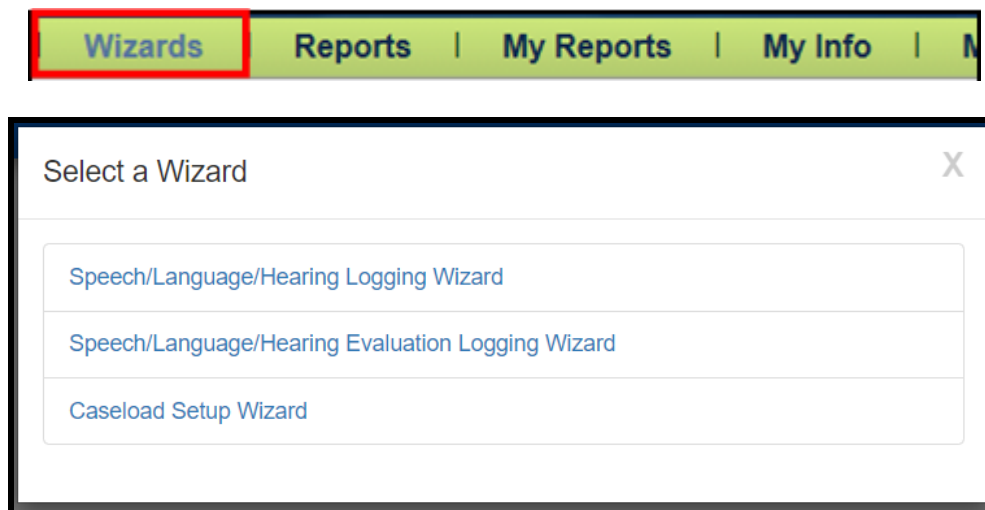 Wizards | Reports | My Reports | My Info |
Select a Wizard X
Speech/Language/Hearing Logging Wizard
Speech/Language/Hearing Evaluation Logging Wizard
Caseload Setup Wizard